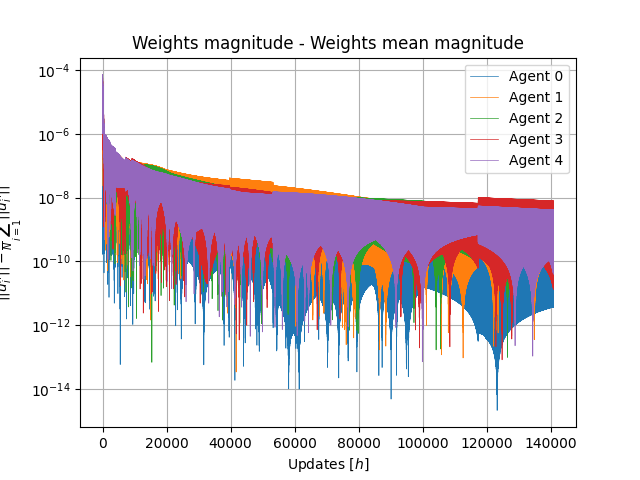 Weights magnitude - Weights mean magnitude
10⁻⁴
10⁻⁶
10⁻⁸
10⁻¹⁰
10⁻¹²
10⁻¹⁴
0
20000
40000
60000
80000
100000
120000
140000
Updates [h]
Agent 0
Agent 1
Agent 2
Agent 3
Agent 4